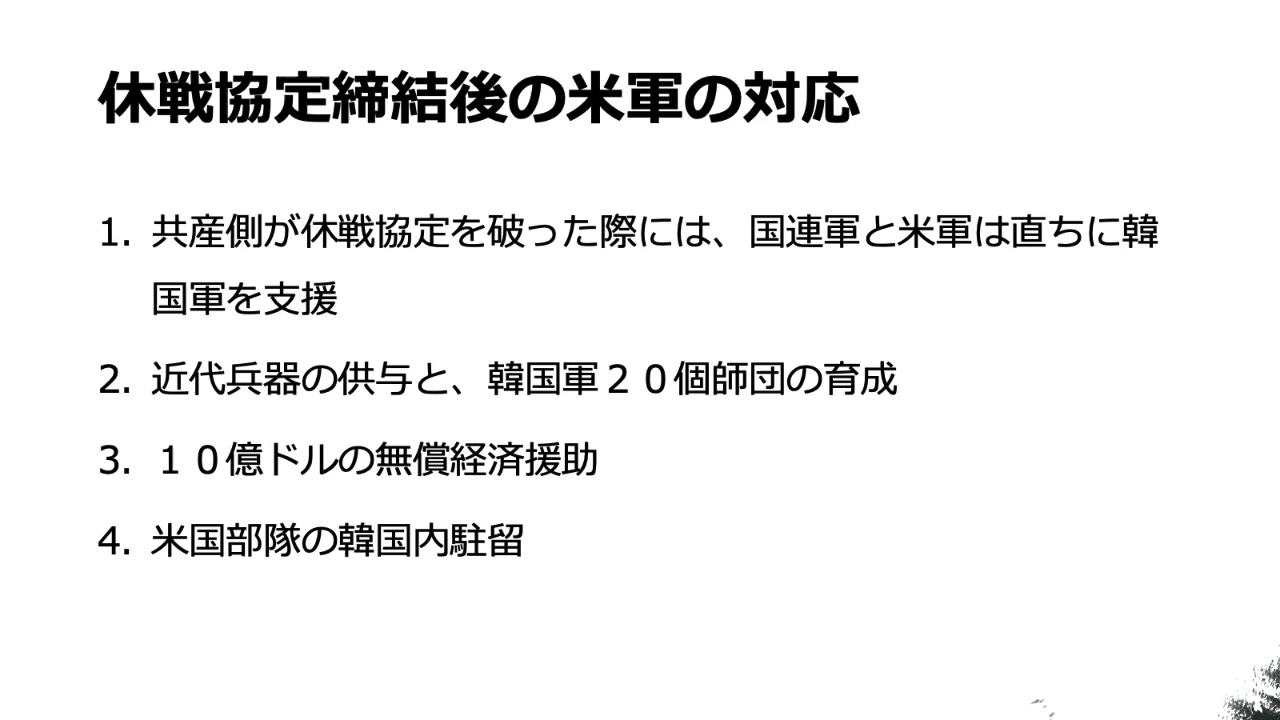 休戦協定締結後の米軍の対応
1. 共産側が休戦協定を破った際には、国連軍と米軍は直ちに韓
国軍を支援
2. 近代兵器の供与と、韓国軍２０個師団の育成
3. １０億ドルの無償経済援助
4. 米国部隊の韓国内駐留